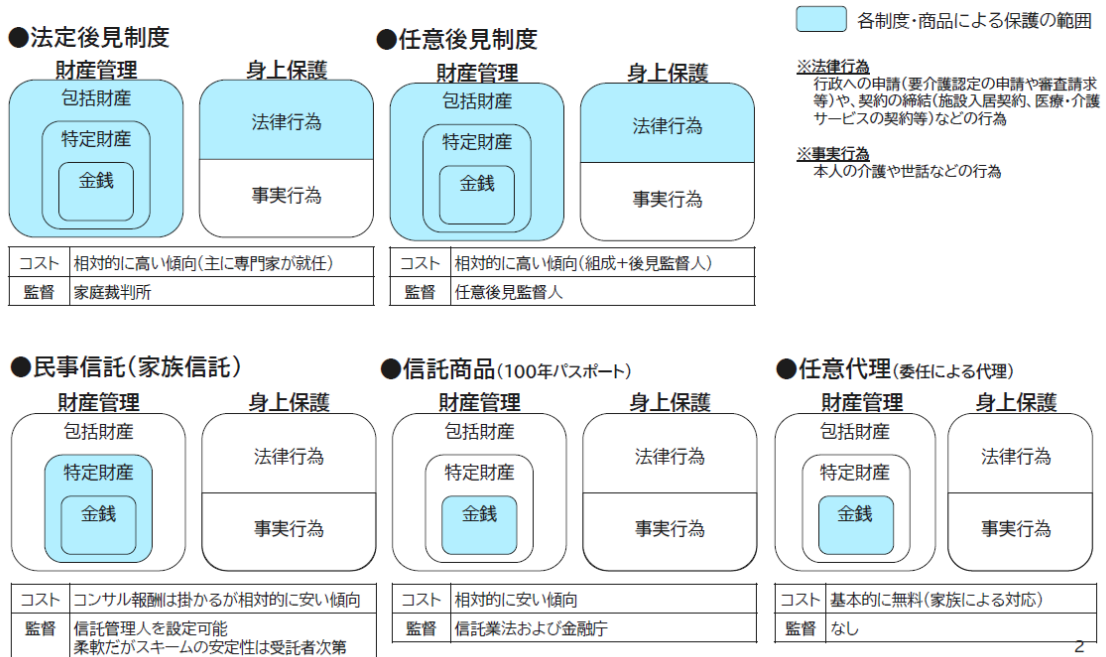 各制度・商品による保護の範囲
※法律行為
行政への申請(要介護認定の申請や審査請求
等)や、契約の締結(施設入居契約、医療・介護
サービスの契約等)などの行為
※事実行為
本人の介護や世話などの行為
●法定後見制度
財産管理
身上保護
包括財産
特定財産
金銭
法律行為
事実行為
コスト 相対的に高い傾向(主に専門家が就任)
監督 家庭裁判所
●任意後見制度
財産管理
身上保護
包括財産
特定財産
金銭
法律行為
事実行為
コスト 相対的に高い傾向(組成+後見監督人)
監督 任意後見監督人
●民事信託(家族信託)
財産管理
身上保護
包括財産
特定財産
金銭
法律行為
事実行為
コスト コンサル報酬は掛かるが相対的に安い傾向
監督 信託管理人を設定可能
柔軟だがスキームの安定性は受託者次第
●信託商品(100年パスポート)
財産管理
身上保護
包括財産
特定財産
金銭
法律行為
事実行為
コスト 相対的に安い傾向
監督 信託業法および金融庁
●任意代理(委任による代理)
財産管理
身上保護
包括財産
特定財産
金銭
法律行為
事実行為
コスト 基本的に無料(家族による対応)
監督 なし
2